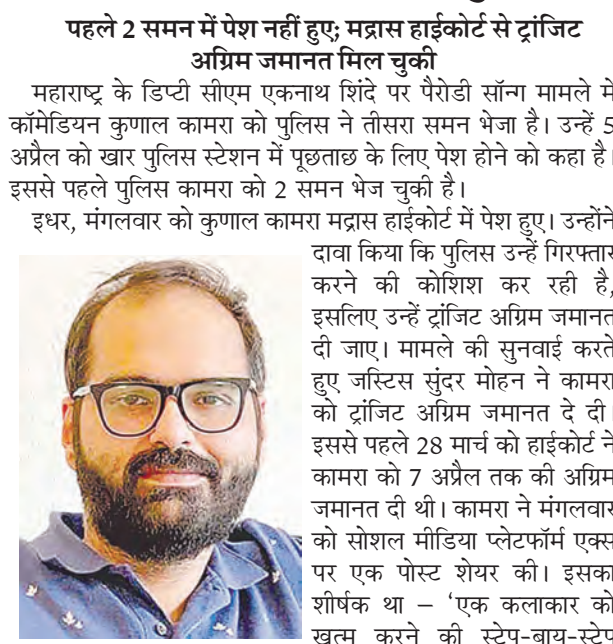 पहले 2 समन में पेश नहीं हुए; मद्रास हाईकोर्ट से ट्रांजिट
अग्रिम जमानत मिल चुकी
महाराष्ट्र के डिप्टी सीएम एकनाथ शिंदे पर पैरोडी सॉन्ग मामले में
कॉमेडियन कुणाल कामरा को पुलिस ने तीसरा समन भेजा है। उन्हें 5
अप्रैल को खार पुलिस स्टेशन में पूछताछ के लिए पेश होने को कहा है।
इससे पहले पुलिस कामरा को 2 समन भेज चुकी है।
इधर, मंगलवार को कुणाल कामरा मद्रास हाईकोर्ट में पेश हुए। उन्होंने
दावा किया कि पुलिस उन्हें गिरफ्तार
करने की कोशिश कर रही है,
इसलिए उन्हें ट्रांजिट अग्रिम जमानत
दी जाए। मामले की सुनवाई करते
हुए जस्टिस सुंदर मोहन ने कामरा
को ट्रांजिट अग्रिम जमानत दे दी।
इससे पहले 28 मार्च को हाईकोर्ट ने
कामरा को 7 अप्रैल तक की अग्रिम
जमानत दी थी। कामरा ने मंगलवार
को सोशल मीडिया प्लेटफॉर्म एक्स
पर एक पोस्ट शेयर की। इसका
शीर्षक था – ‘एक कलाकार को
खत्म करने की स्टेप-बाय-स्टेप